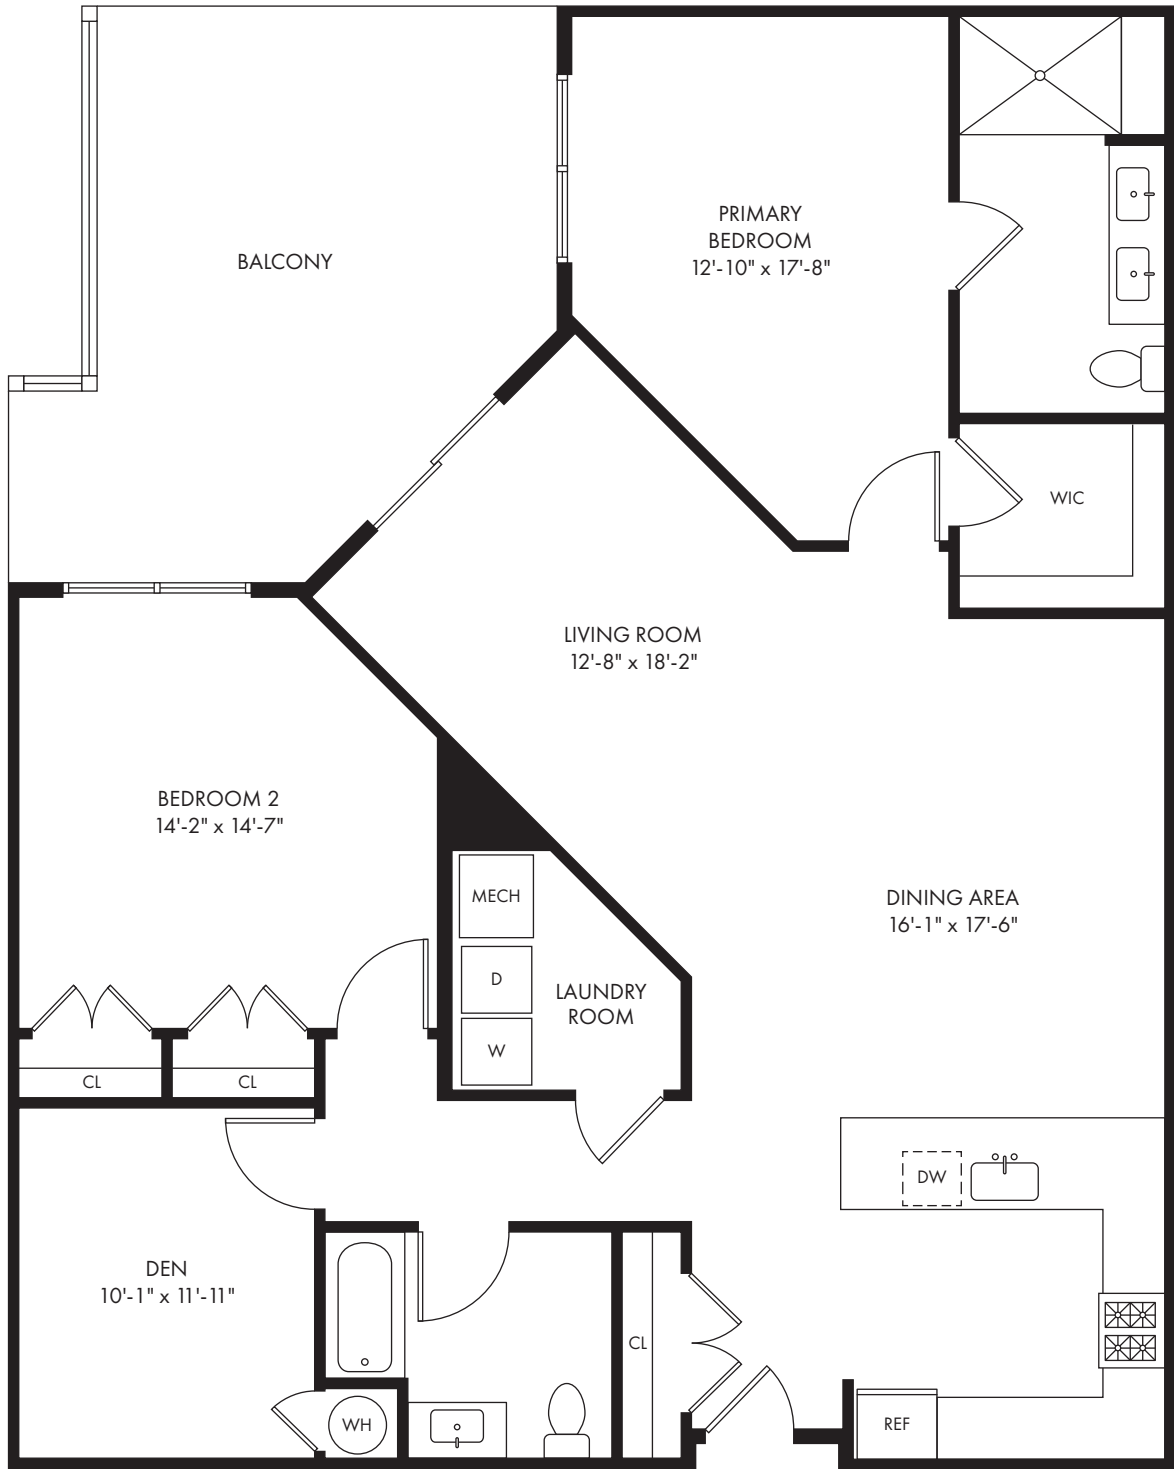 PRIMARY
BEDROOM
12'-10" x 17'-8"
BALCONY
WIC
LIVING ROOM
12'-8" x 18'-2"
BEDROOM 2
14'-2" x 14'-7"
MECH
DINING AREA
16'-1" x 17'-6"
D
LAUNDRY
ROOM
W
CL
CL
DW
DEN
10'-1" x 11'-11"
CL
WH
REF